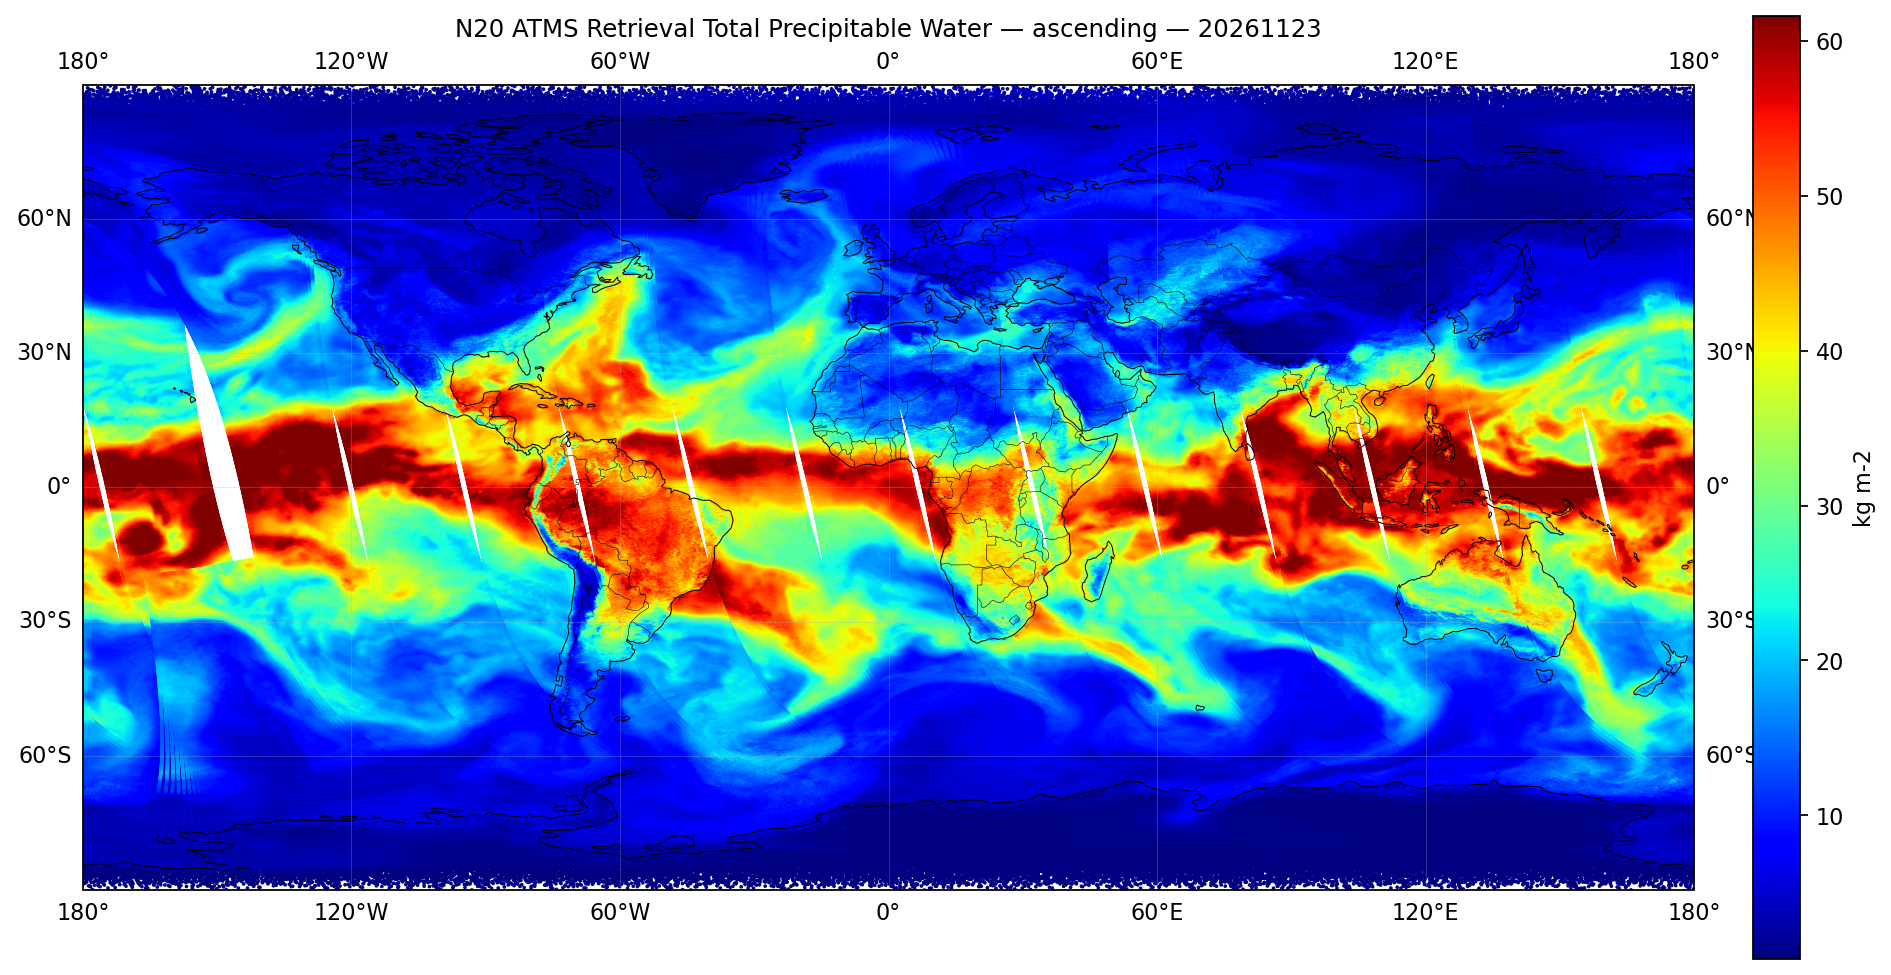 N20 ATMS Retrieval Total Precipitable Water — ascending — 20261123
180° 120°W 60°W 0° 60°E 120°E 180°
60°N 60°N
30°N 30°N
0° 0°
30°S 30°S
60°S 60°S
180° 120°W 60°W 0° 60°E 120°E 180°
60
50
40
30
20
10
kg m-2